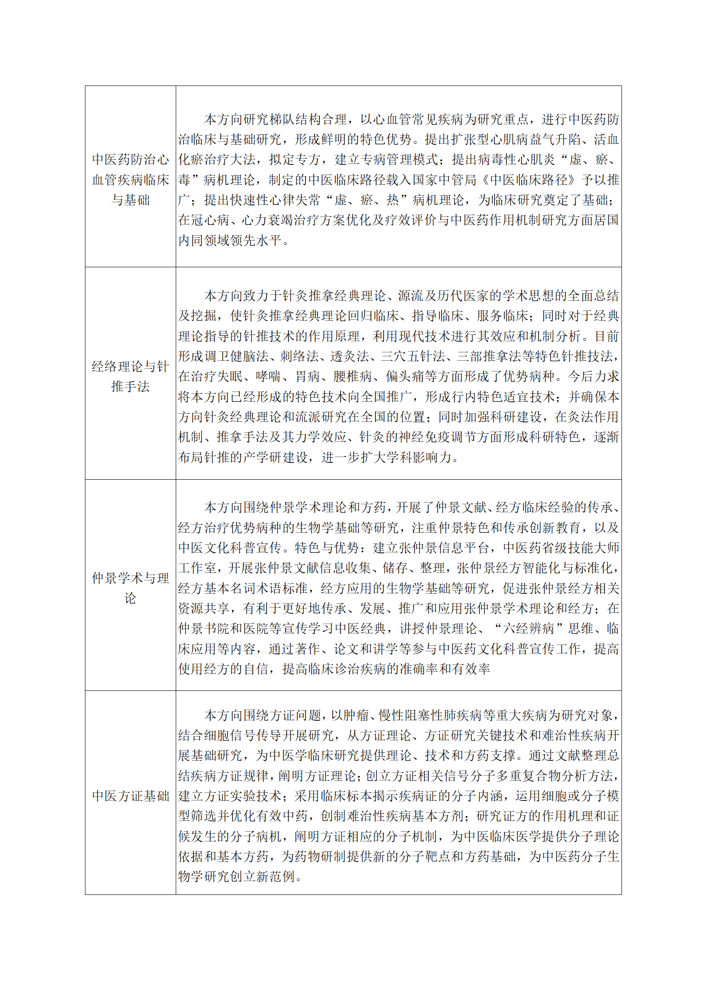 中医药防治心
血管疾病临床
与基础
本方向研究梯队结构合理，以心血管常见疾病为研究重点，进行中医药防
治临床与基础研究，形成鲜明的特色优势。提出扩张型心肌病益气升陷、活血
化瘀治疗大法，拟定专方，建立专病管理模式；提出病毒性心肌炎“虚、瘀、
毒”病机理论，制定的中医临床路径载入国家中管局《中医临床路径》予以推
广；提出快速性心律失常“虚、瘀、热”病机理论，为临床研究奠定了基础；
在冠心病、心力衰竭治疗方案优化及疗效评价与中医药作用机制研究方面居国
内同领域领先水平。
经络理论与针
推手法
本方向致力于针灸推拿经典理论、源流及历代医家的学术思想的全面总结
及挖掘，使针灸推拿经典理论回归临床、指导临床、服务临床；同时对于经典
理论指导的针推技术的作用原理，利用现代技术进行其效应和机制分析。目前
形成调卫健脑法、刺络法、透灸法、三穴五针法、三部推拿法等特色针推技法，
在治疗失眠、哮喘、胃病、腰椎病、偏头痛等方面形成了优势病种。今后力求
将本方向已经形成的特色技术向全国推广，形成行内特色适宜技术；并确保本
方向针灸经典理论和流派研究在全国的位置；同时加强科研建设，在灸法作用
机制、推拿手法及其力学效应、针灸的神经免疫调节方面形成科研特色，逐渐
布局针推的产学研建设，进一步扩大学科影响力。
仲景学术与理
论
本方向围绕仲景学术理论和方药，开展了仲景文献、经方临床经验的传承、
经方治疗优势病种的生物学基础等研究，注重仲景特色和传承创新教育，以及
中医文化科普宣传。特色与优势：建立张仲景信息平台，中医药省级技能大师
工作室，开展张仲景文献信息收集、储存、整理，张仲景经方智能化与标准化，
经方基本名词术语标准，经方应用的生物学基础等研究，促进张仲景经方相关
资源共享，有利于更好地传承、发展、推广和应用张仲景学术理论和经方；在
仲景书院和医院等宣传学习中医经典，讲授仲景理论、“六经辨病”思维、临
床应用等内容，通过著作、论文和讲学等参与中医药文化科普宣传工作，提高
使用经方的自信，提高临床诊治疾病的准确率和有效率
中医方证基础
本方向围绕方证问题，以肿瘤、慢性阻塞性肺疾病等重大疾病为研究对象，
结合细胞信号传导开展研究，从方证理论、方证研究关键技术和难治性疾病开
展基础研究，为中医学临床研究提供理论、技术和方药支撑。通过文献整理总
结疾病方证规律，阐明方证理论；创立方证相关信号分子多重复合物分析方法，
建立方证实验技术；采用临床标本揭示疾病证的分子内涵，运用细胞或分子模
型筛选并优化有效中药，创制难治性疾病基本方剂；研究证方的作用机理和证
候发生的分子病机，阐明方证相应的分子机制，为中医临床医学提供分子理论
依据和基本方药，为药物研制提供新的分子靶点和方药基础，为中医药分子生
物学研究创立新范例。